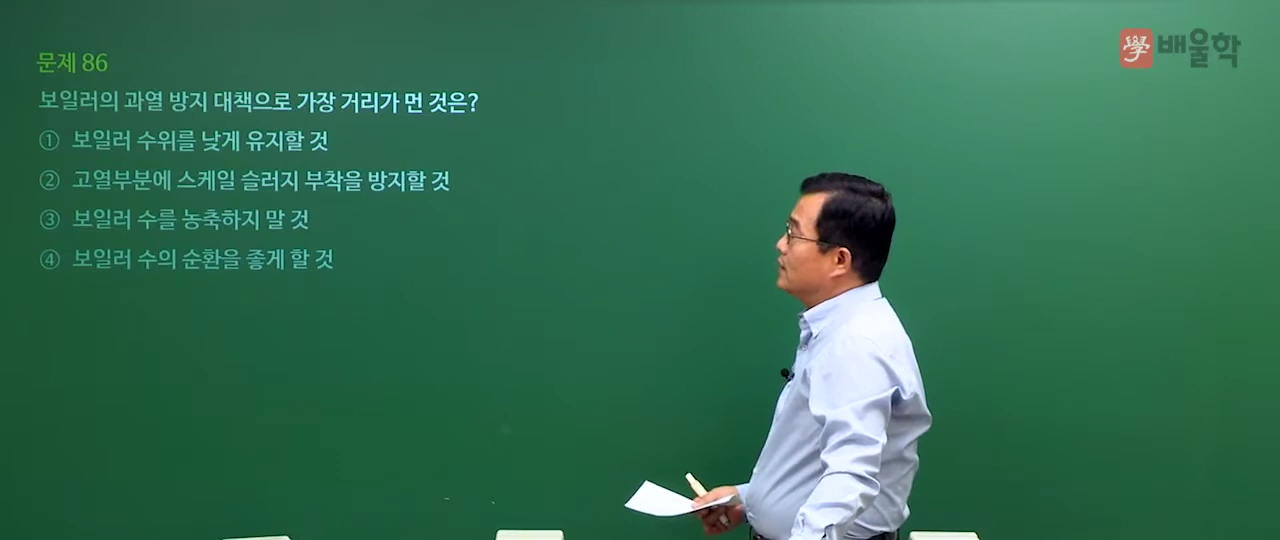 學배울학
문제 86
보일러의 과열 방지 대책으로 가장 거리가 먼 것은?
① 보일러 수위를 낮게 유지할 것
② 고열부분에 스케일 슬러지 부착을 방지할 것
③ 보일러 수를 농축하지 말 것
④ 보일러 수의 순환을 좋게 할 것